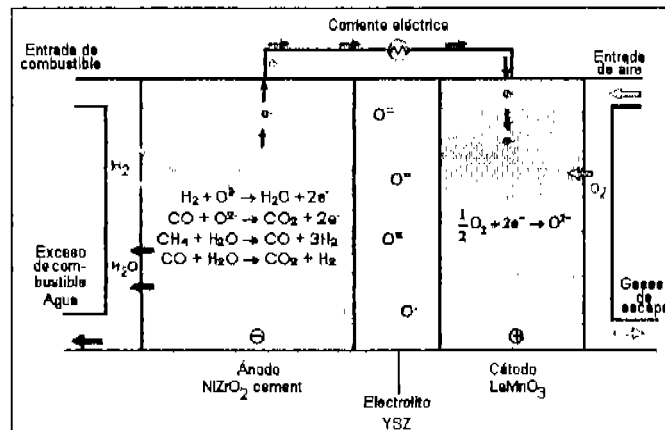 Corriente eléctrica
Entrada de
combustible
Entrada
de aire
e-
e-
e-
H2
H2 + O2- → H2O + 2e-
CO + O2- → CO2 + 2e-
CH4 + H2O → CO + 3H2
CO + H2O → CO2 + H2
O=
O=
O=
1/2 O2 + 2e- → O2-
O2
Exceso
de com-
bustible
Agua
H2O
Gases
de
escape
⊖
⊕
Ánodo
NiZrO2 cement
Cátodo
LaMnO3
Electrolito
YSZ